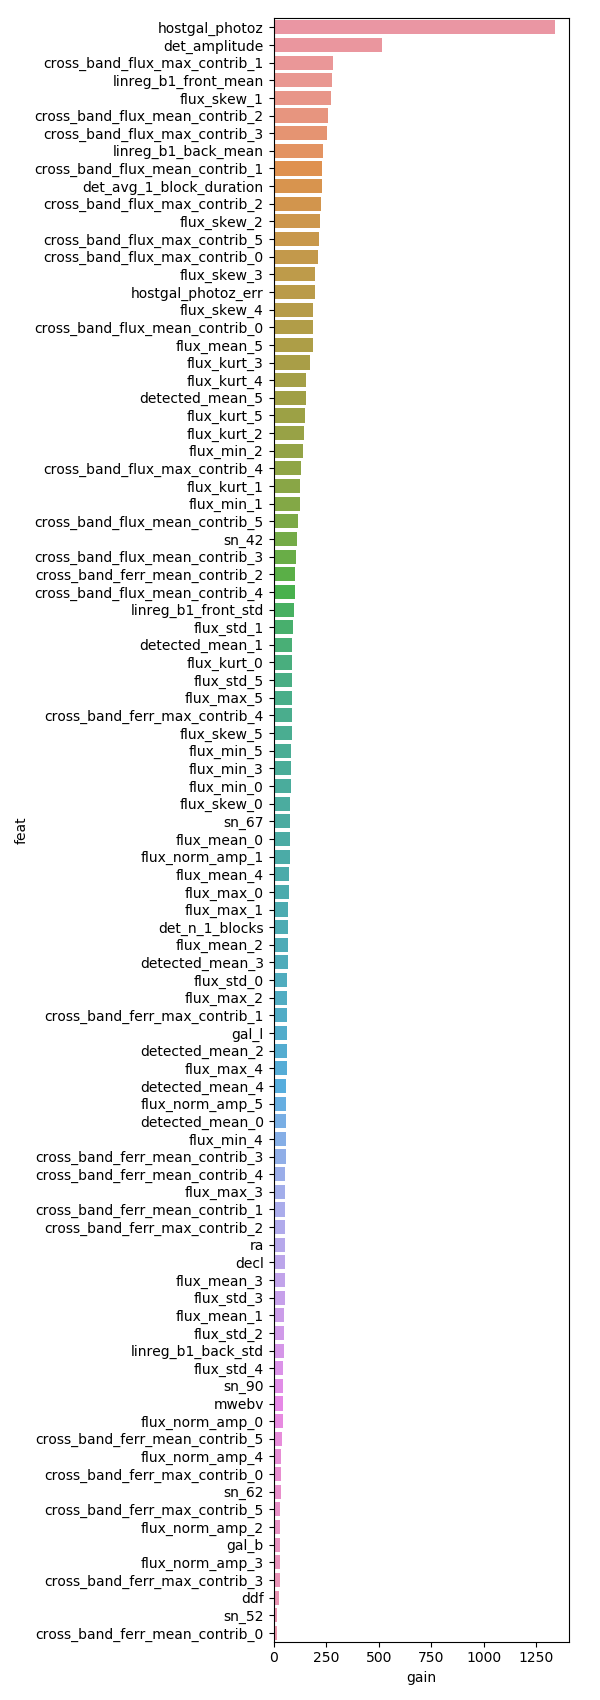 hostgal_photoz
det_amplitude
cross_band_flux_max_contrib_1
linreg_b1_front_mean
flux_skew_1
cross_band_flux_mean_contrib_2
cross_band_flux_max_contrib_3
linreg_b1_back_mean
cross_band_flux_mean_contrib_1
det_avg_1_block_duration
cross_band_flux_max_contrib_2
flux_skew_2
cross_band_flux_max_contrib_5
cross_band_flux_max_contrib_0
flux_skew_3
hostgal_photoz_err
flux_skew_4
cross_band_flux_mean_contrib_0
flux_mean_5
flux_kurt_3
flux_kurt_4
detected_mean_5
flux_kurt_5
flux_kurt_2
flux_min_2
cross_band_flux_max_contrib_4
flux_kurt_1
flux_min_1
cross_band_flux_mean_contrib_5
sn_42
cross_band_flux_mean_contrib_3
cross_band_ferr_mean_contrib_2
cross_band_flux_mean_contrib_4
linreg_b1_front_std
flux_std_1
detected_mean_1
flux_kurt_0
flux_std_5
flux_max_5
cross_band_ferr_max_contrib_4
flux_skew_5
flux_min_5
flux_min_3
flux_min_0
flux_skew_0
sn_67
flux_mean_0
flux_norm_amp_1
flux_mean_4
flux_max_0
flux_max_1
det_n_1_blocks
flux_mean_2
detected_mean_3
flux_std_0
flux_max_2
cross_band_ferr_max_contrib_1
gal_l
detected_mean_2
flux_max_4
detected_mean_4
flux_norm_amp_5
detected_mean_0
flux_min_4
cross_band_ferr_mean_contrib_3
cross_band_ferr_mean_contrib_4
flux_max_3
cross_band_ferr_mean_contrib_1
cross_band_ferr_max_contrib_2
ra
decl
flux_mean_3
flux_std_3
flux_mean_1
flux_std_2
linreg_b1_back_std
flux_std_4
sn_90
mwebv
flux_norm_amp_0
cross_band_ferr_mean_contrib_5
flux_norm_amp_4
cross_band_ferr_max_contrib_0
sn_62
cross_band_ferr_max_contrib_5
flux_norm_amp_2
gal_b
flux_norm_amp_3
cross_band_ferr_max_contrib_3
ddf
sn_52
cross_band_ferr_mean_contrib_0
feat
0 250 500 750 1000 1250
gain